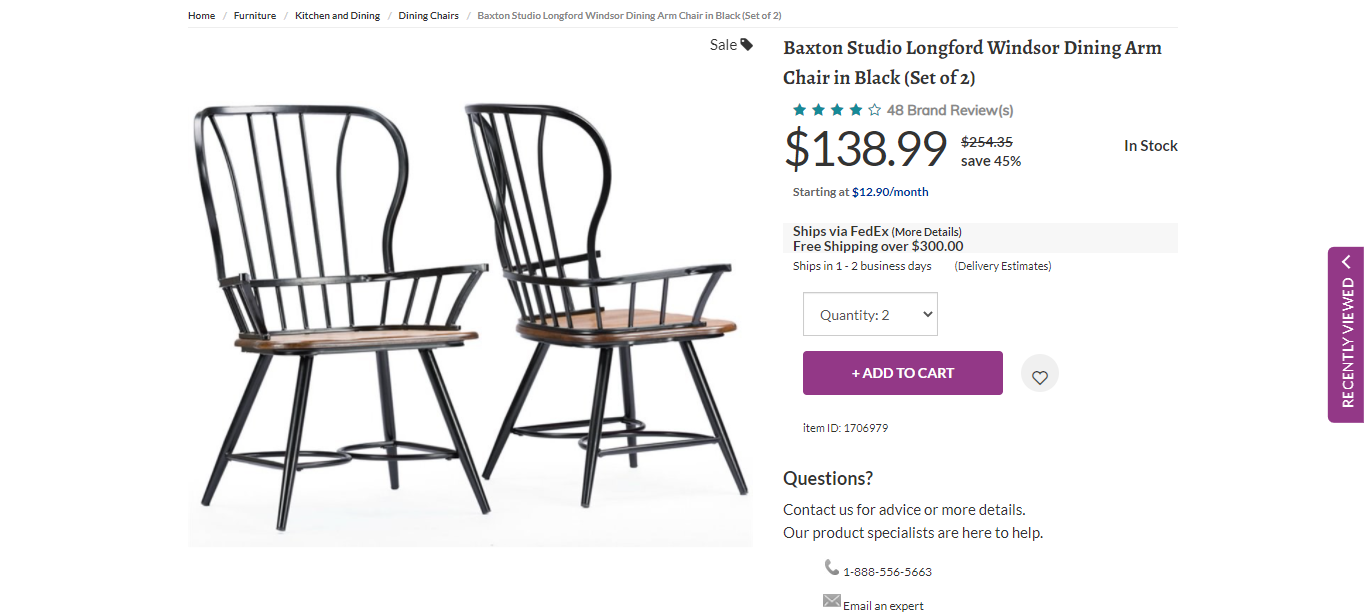 Home / Furniture / Kitchen and Dining / Dining Chairs / Baxton Studio Longford Windsor Dining Arm Chair in Black (Set of 2)
Sale
Baxton Studio Longford Windsor Dining Arm
Chair in Black (Set of 2)
48 Brand Review(s)
$138.99 $254.35
save 45%
In Stock
Starting at $12.90/month
Ships via FedEx (More Details)
Free Shipping over $300.00
Ships in 1 - 2 business days (Delivery Estimates)
Quantity: 2
+ ADD TO CART
item ID: 1706979
Questions?
Contact us for advice or more details.
Our product specialists are here to help.
1-888-556-5663
Email an expert
RECENTLY VIEWED